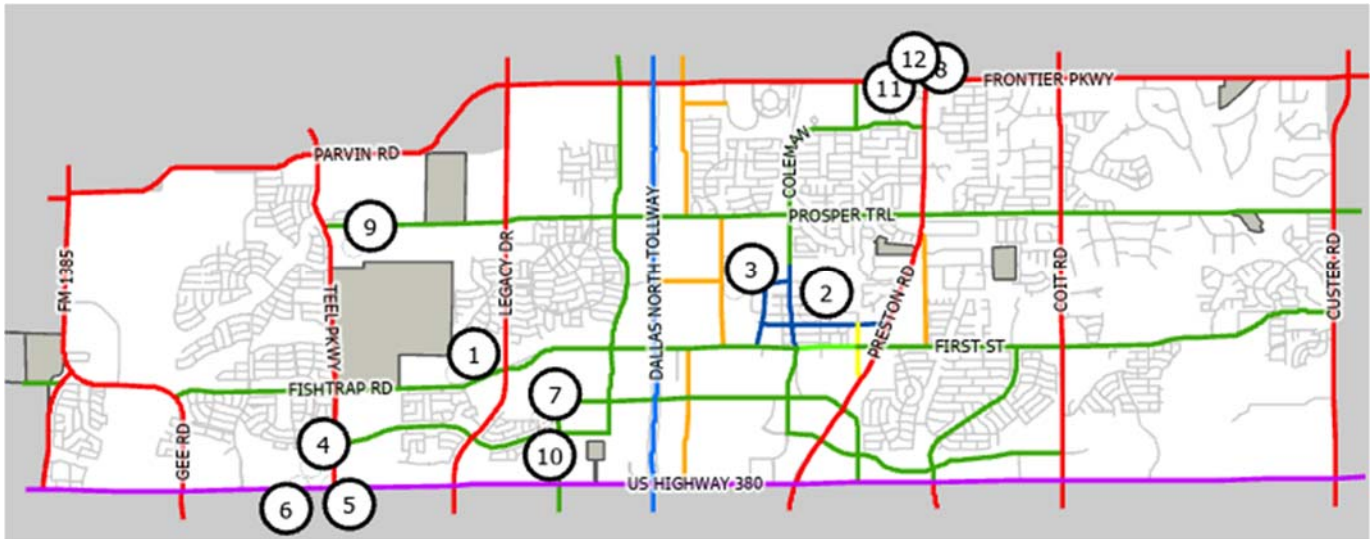 12
8
11
FRONTIER PKWY
PARVIN RD
COLEMAN
9
PROSPER TRL
FM 1385
LEGACY DR
DALLAS NORTH TOLLWAY
3
2
PRESTON RD
COIT RD
CUSTER RD
TEEL PKWY
1
FIRST ST
FISHTRAP RD
7
4
GEE RD
10
US HIGHWAY 380
6
5